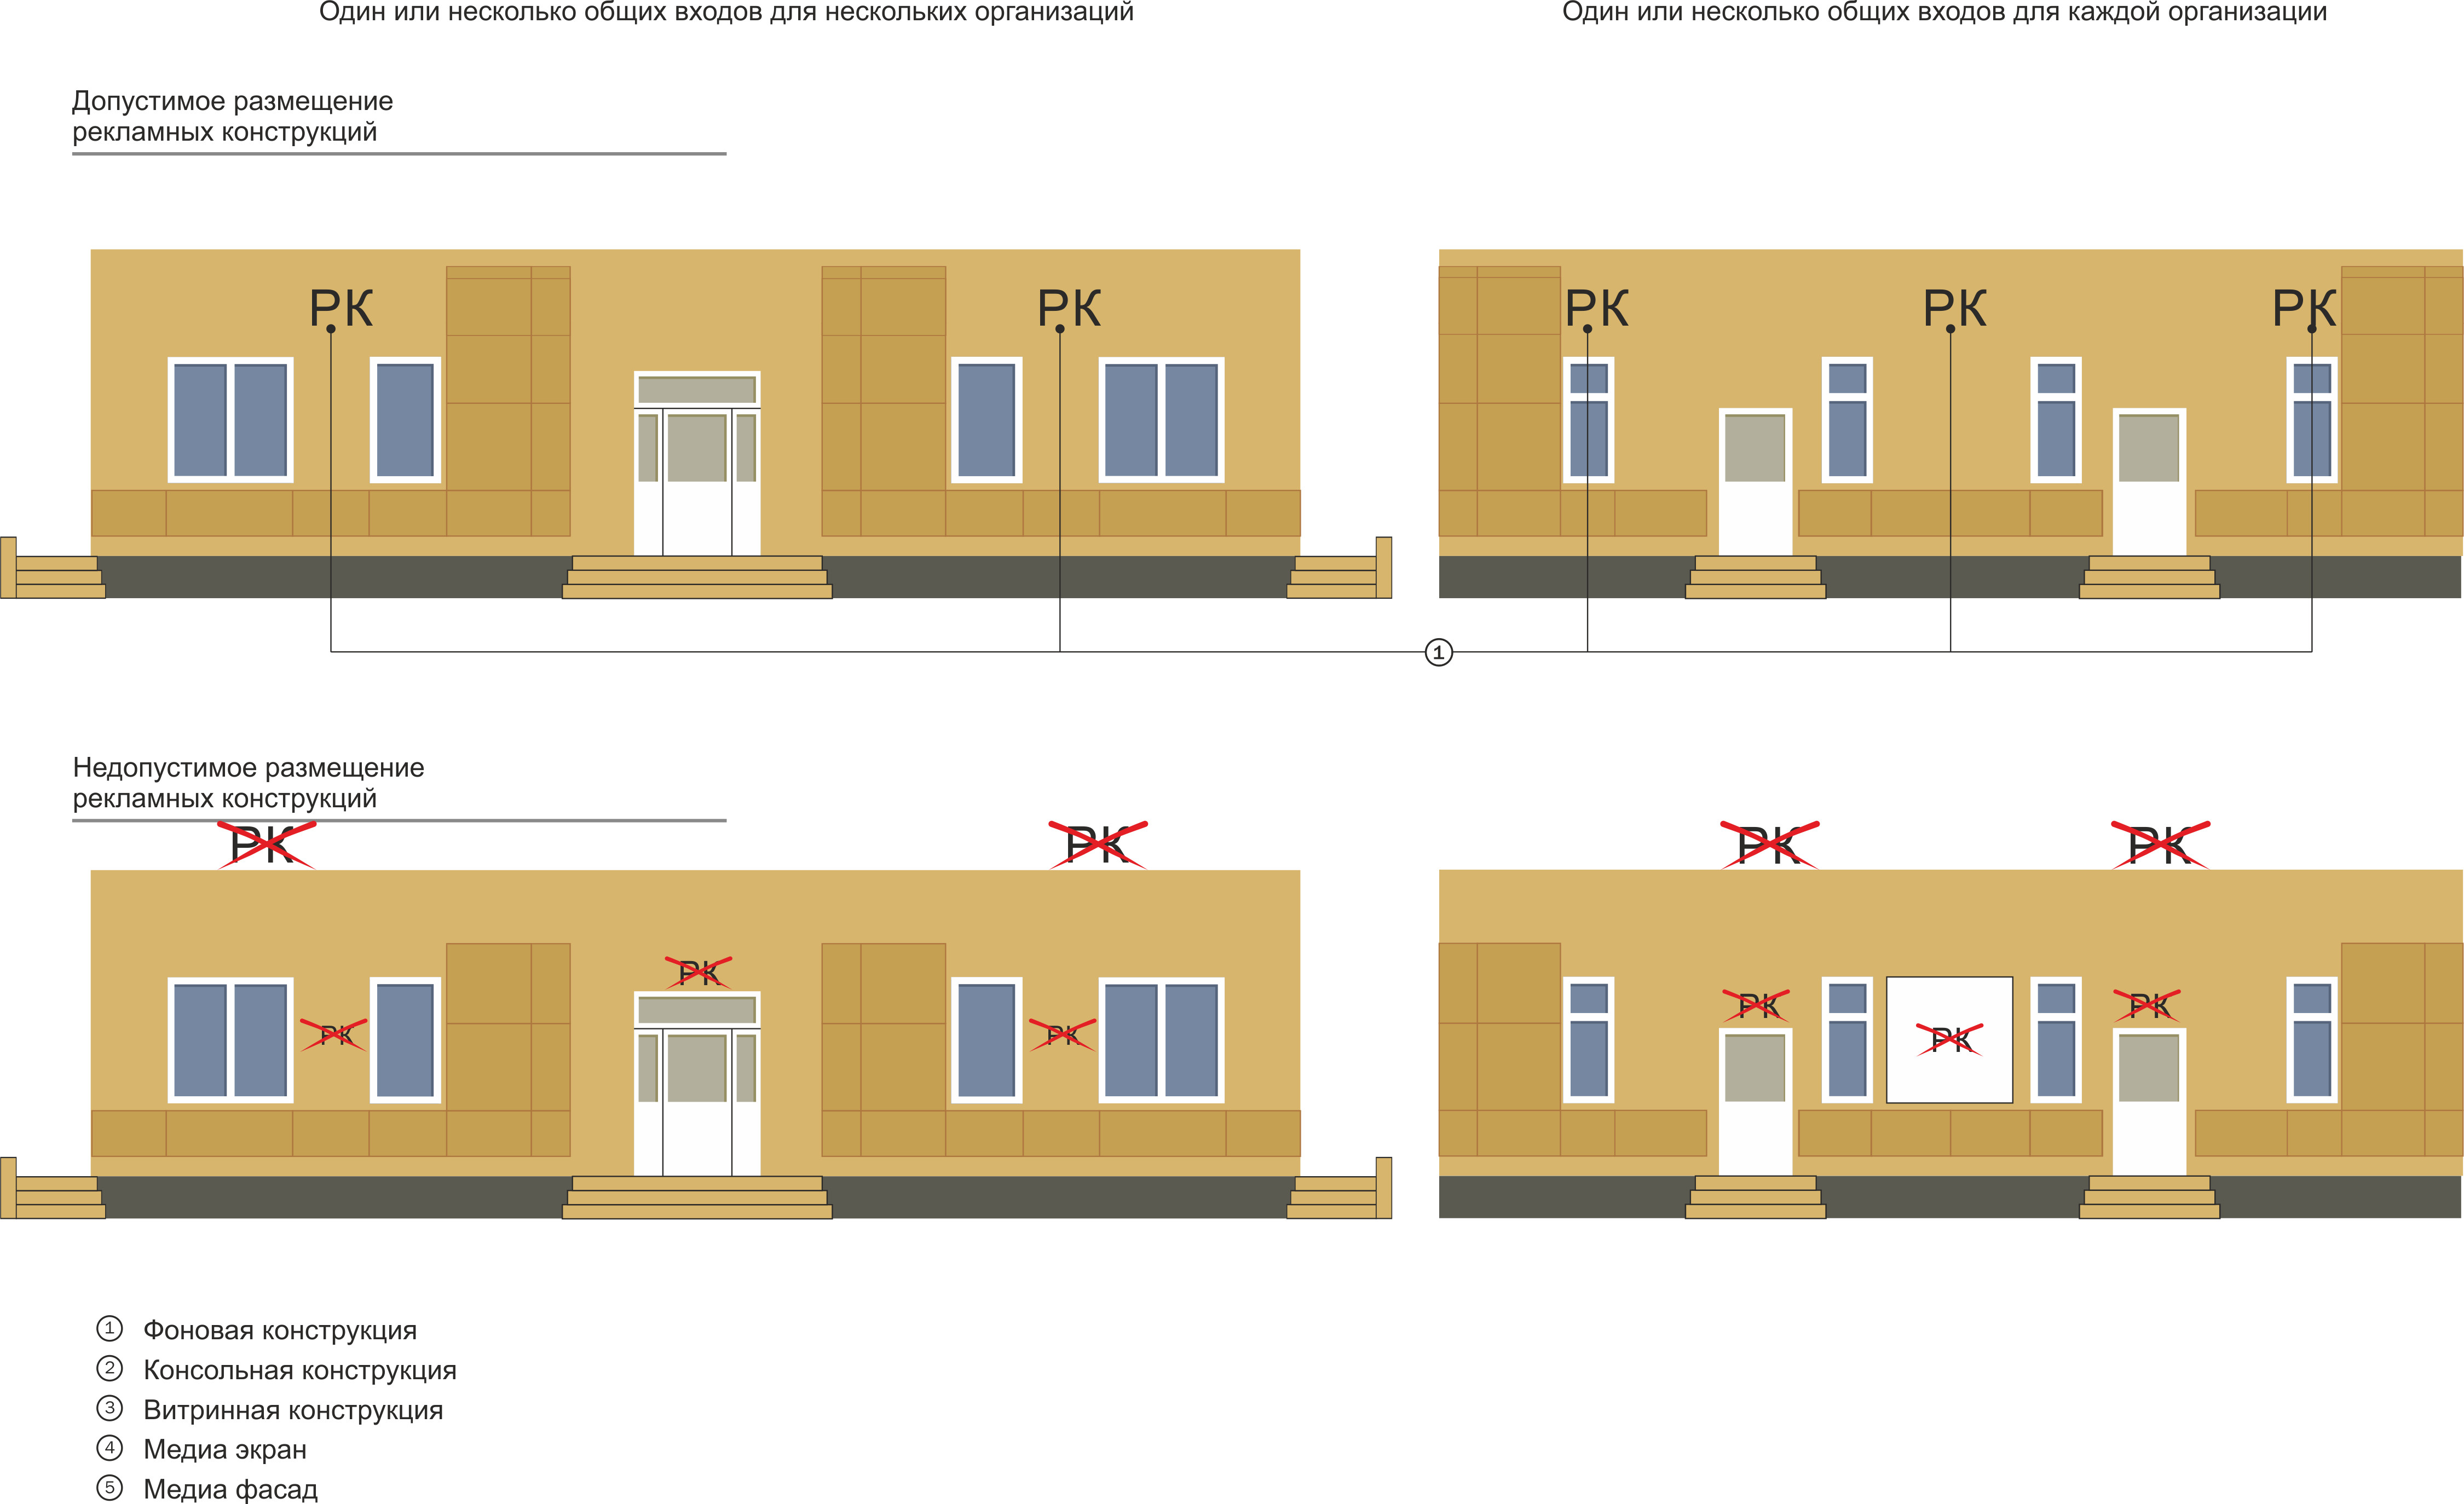 Один или несколько общих входов для нескольких организаций
Один или несколько общих входов для каждой организации
Допустимое размещение
рекламных конструкций
РК РК РК РК РК
1
Недопустимое размещение
рекламных конструкций
РК РК РК РК
РК
РК РК
РК РК РК
1 Фоновая конструкция
2 Консольная конструкция
3 Витринная конструкция
4 Медиа экран
5 Медиа фасад